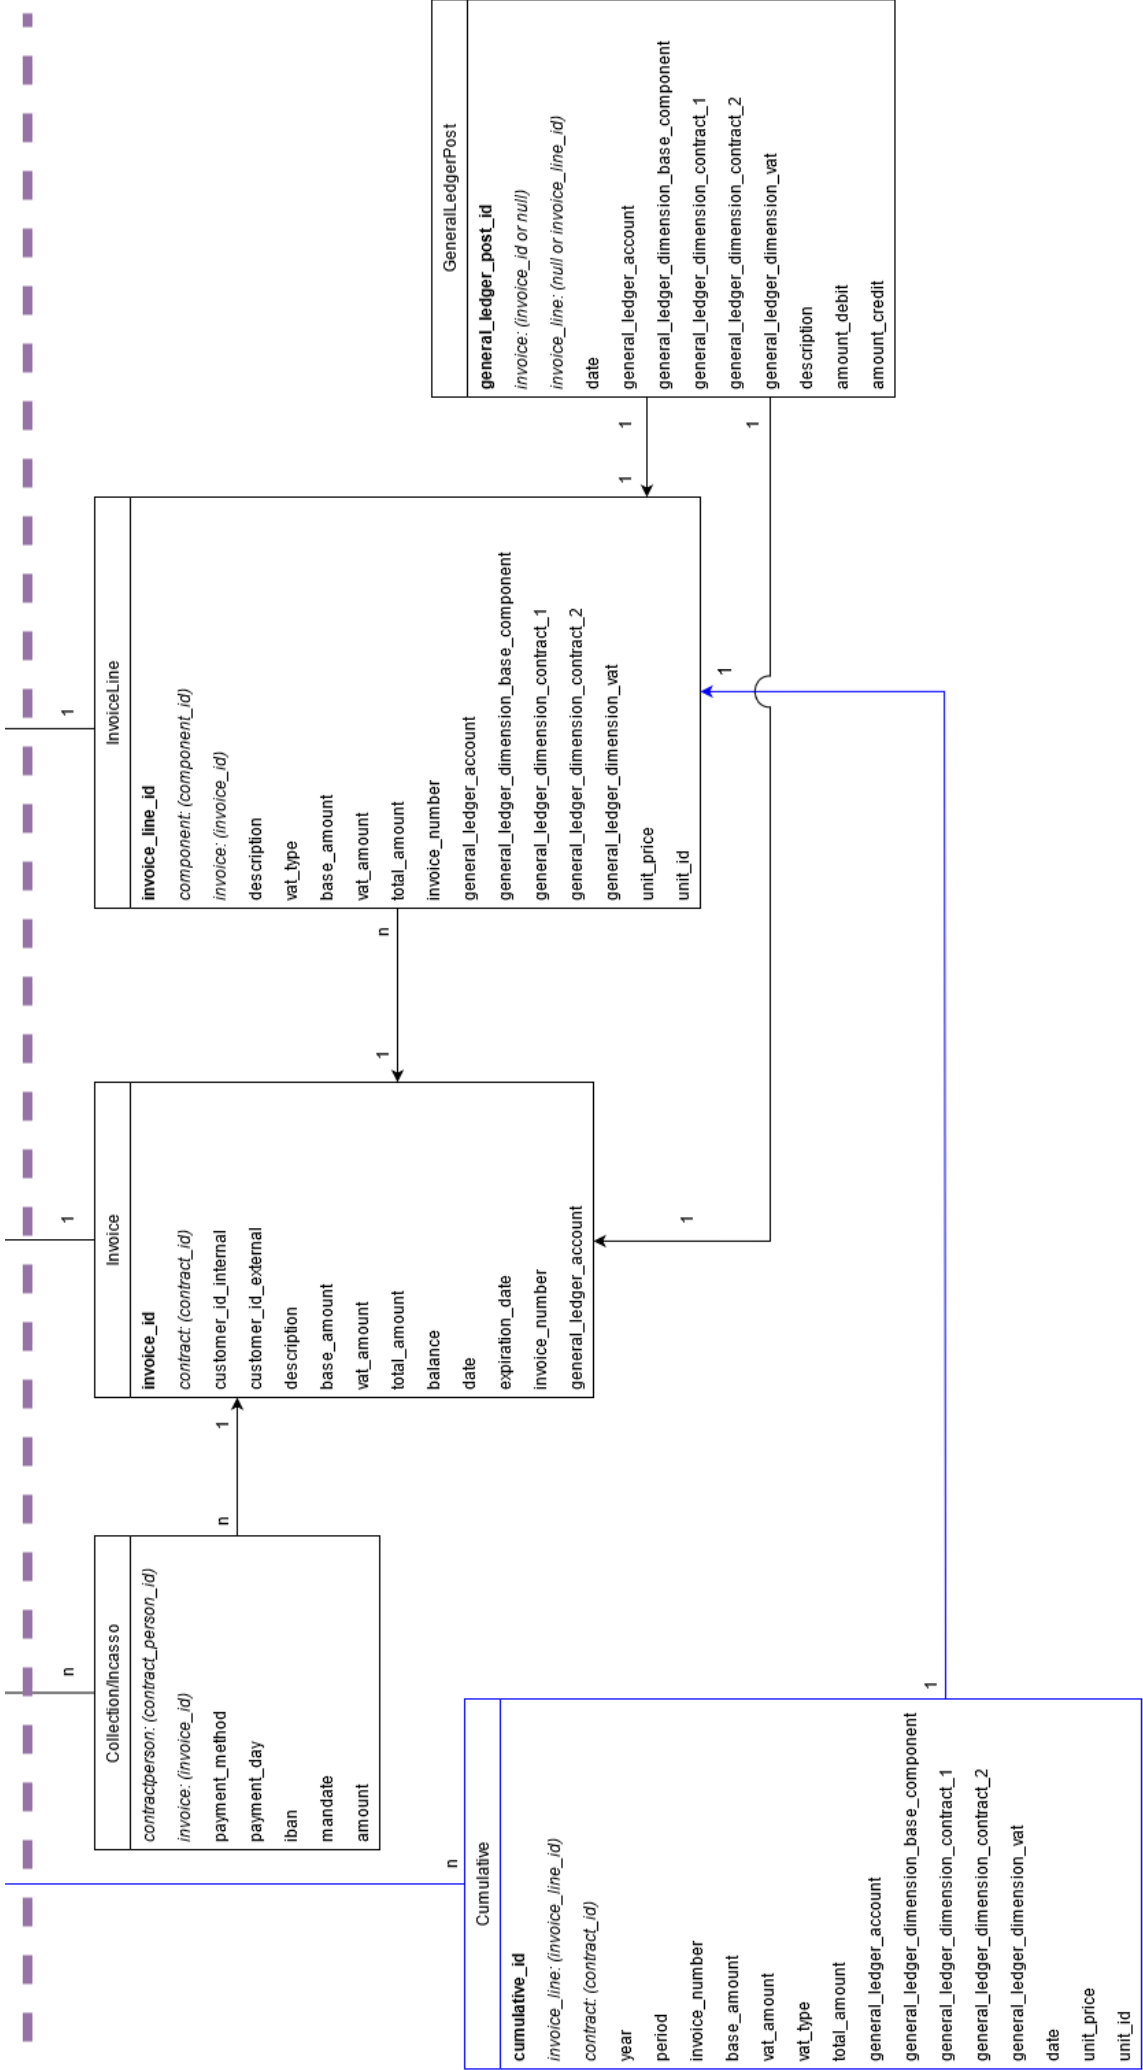 Collection/Incasso
contractperson: (contract_person_id)
invoice: (invoice_id)
payment_method
payment_day
iban
mandate
amount
n
n
1
Invoice
invoice_id
contract: (contract_id)
customer_id_internal
customer_id_external
description
base_amount
vat_amount
total_amount
balance
date
expiration_date
invoice_number
general_ledger_account
1
1
n
1
InvoiceLine
invoice_line_id
component: (component_id)
invoice: (invoice_id)
description
vat_type
base_amount
vat_amount
total_amount
invoice_number
general_ledger_account
general_ledger_dimension_base_component
general_ledger_dimension_contract_1
general_ledger_dimension_contract_2
general_ledger_dimension_vat
unit_price
unit_id
1
1
1
1
1
GeneralLedgerPost
general_ledger_post_id
invoice: (invoice_id or null)
invoice_line: (null or invoice_line_id)
date
general_ledger_account
general_ledger_dimension_base_component
general_ledger_dimension_contract_1
general_ledger_dimension_contract_2
general_ledger_dimension_vat
description
amount_debit
amount_credit
n
Cumulative
cumulative_id
invoice_line: (invoice_line_id)
contract: (contract_id)
year
period
invoice_number
base_amount
vat_amount
vat_type
total_amount
general_ledger_account
general_ledger_dimension_base_component
general_ledger_dimension_contract_1
general_ledger_dimension_contract_2
general_ledger_dimension_vat
date
unit_price
unit_id
1